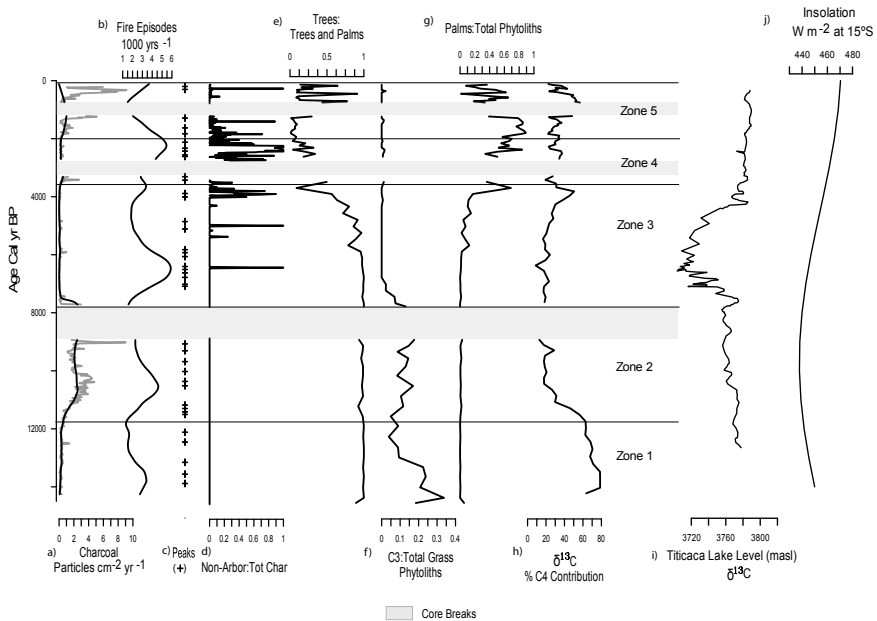 b)
Fire Episodes
1000 yrs -1
1 2 3 4 5 6
e)
Trees:
Trees and Palms
0 0.5 1
g)
Palms:Total Phytoliths
0 0.2 0.4 0.6 0.8 1
j)
Insolation
W m-2 at 15ºS
440 460 480
Age Cal yr BP
0
4000
8000
12000
Zone 5
Zone 4
Zone 3
Zone 2
Zone 1
0 2 4 6 8 10
a) Charcoal
Particles cm-2 yr -1
c) Peaks
(+)
0 0.2 0.4 0.6 0.8 1
d)
Non-Arbor:Tot Char
0 0.1 0.2 0.3 0.4
f) C3:Total Grass
Phytoliths
0 20 40 60 80
h) δ13C
% C4 Contribution
3720 3760 3800
i) Titicaca Lake Level (masl)
δ13C
Core Breaks